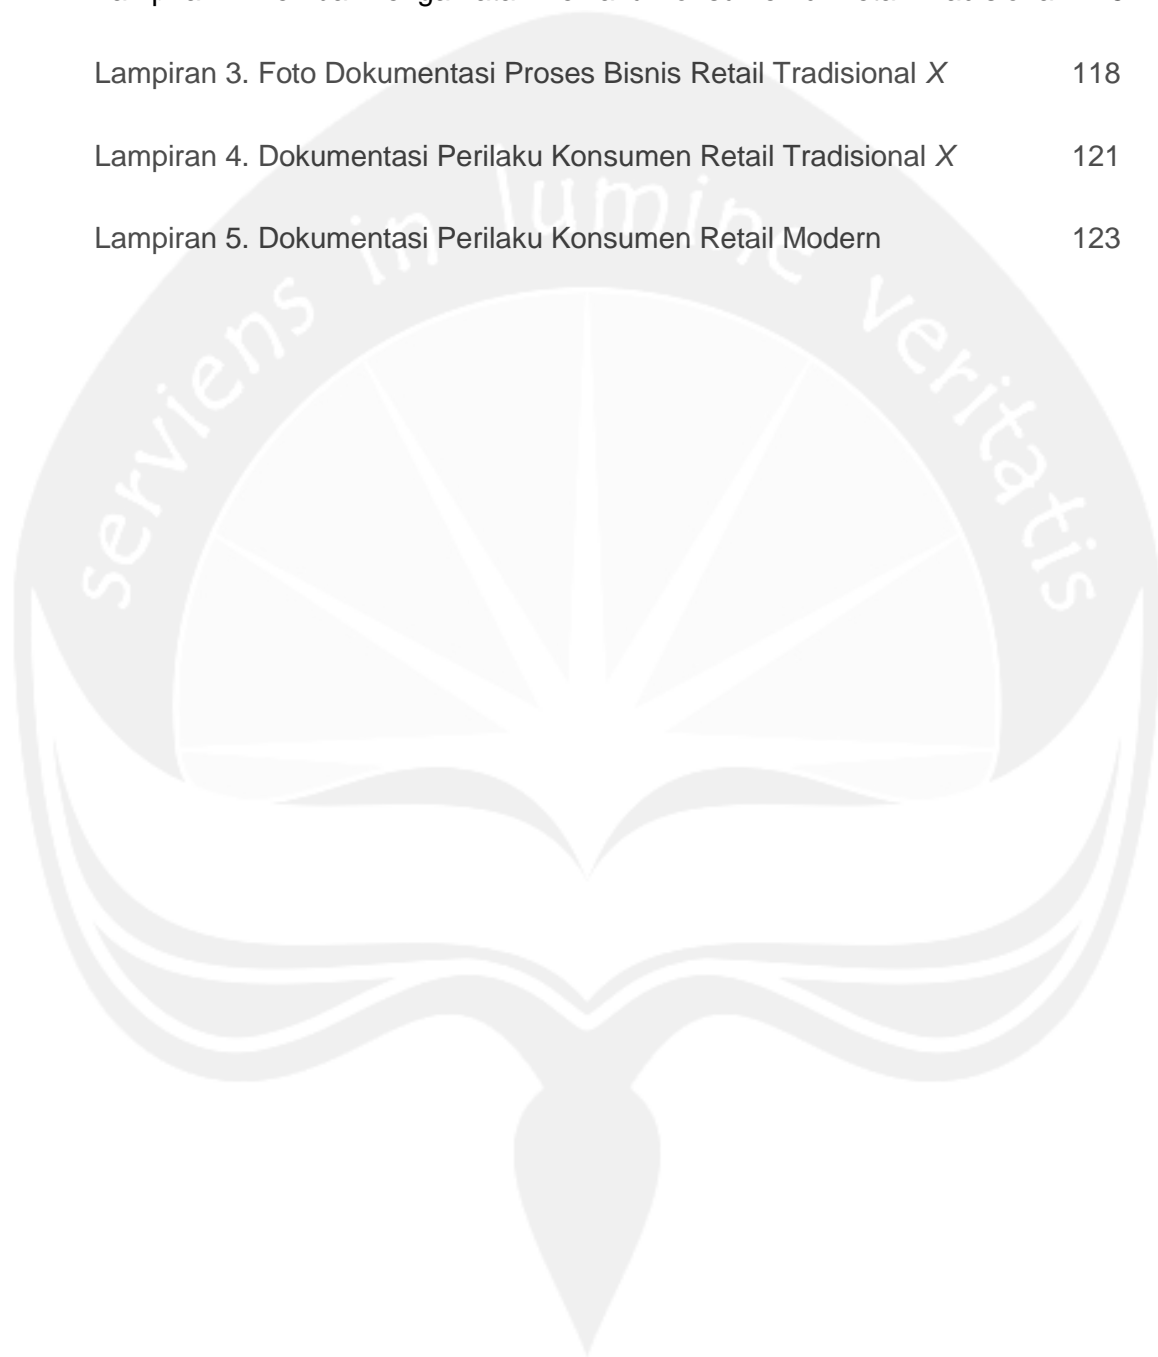 Lampiran 3. Foto Dokumentasi Proses Bisnis Retail Tradisional X 118
Lampiran 4. Dokumentasi Perilaku Konsumen Retail Tradisional X 121
Lampiran 5. Dokumentasi Perilaku Konsumen Retail Modern 123
serviens in lumine veritatis